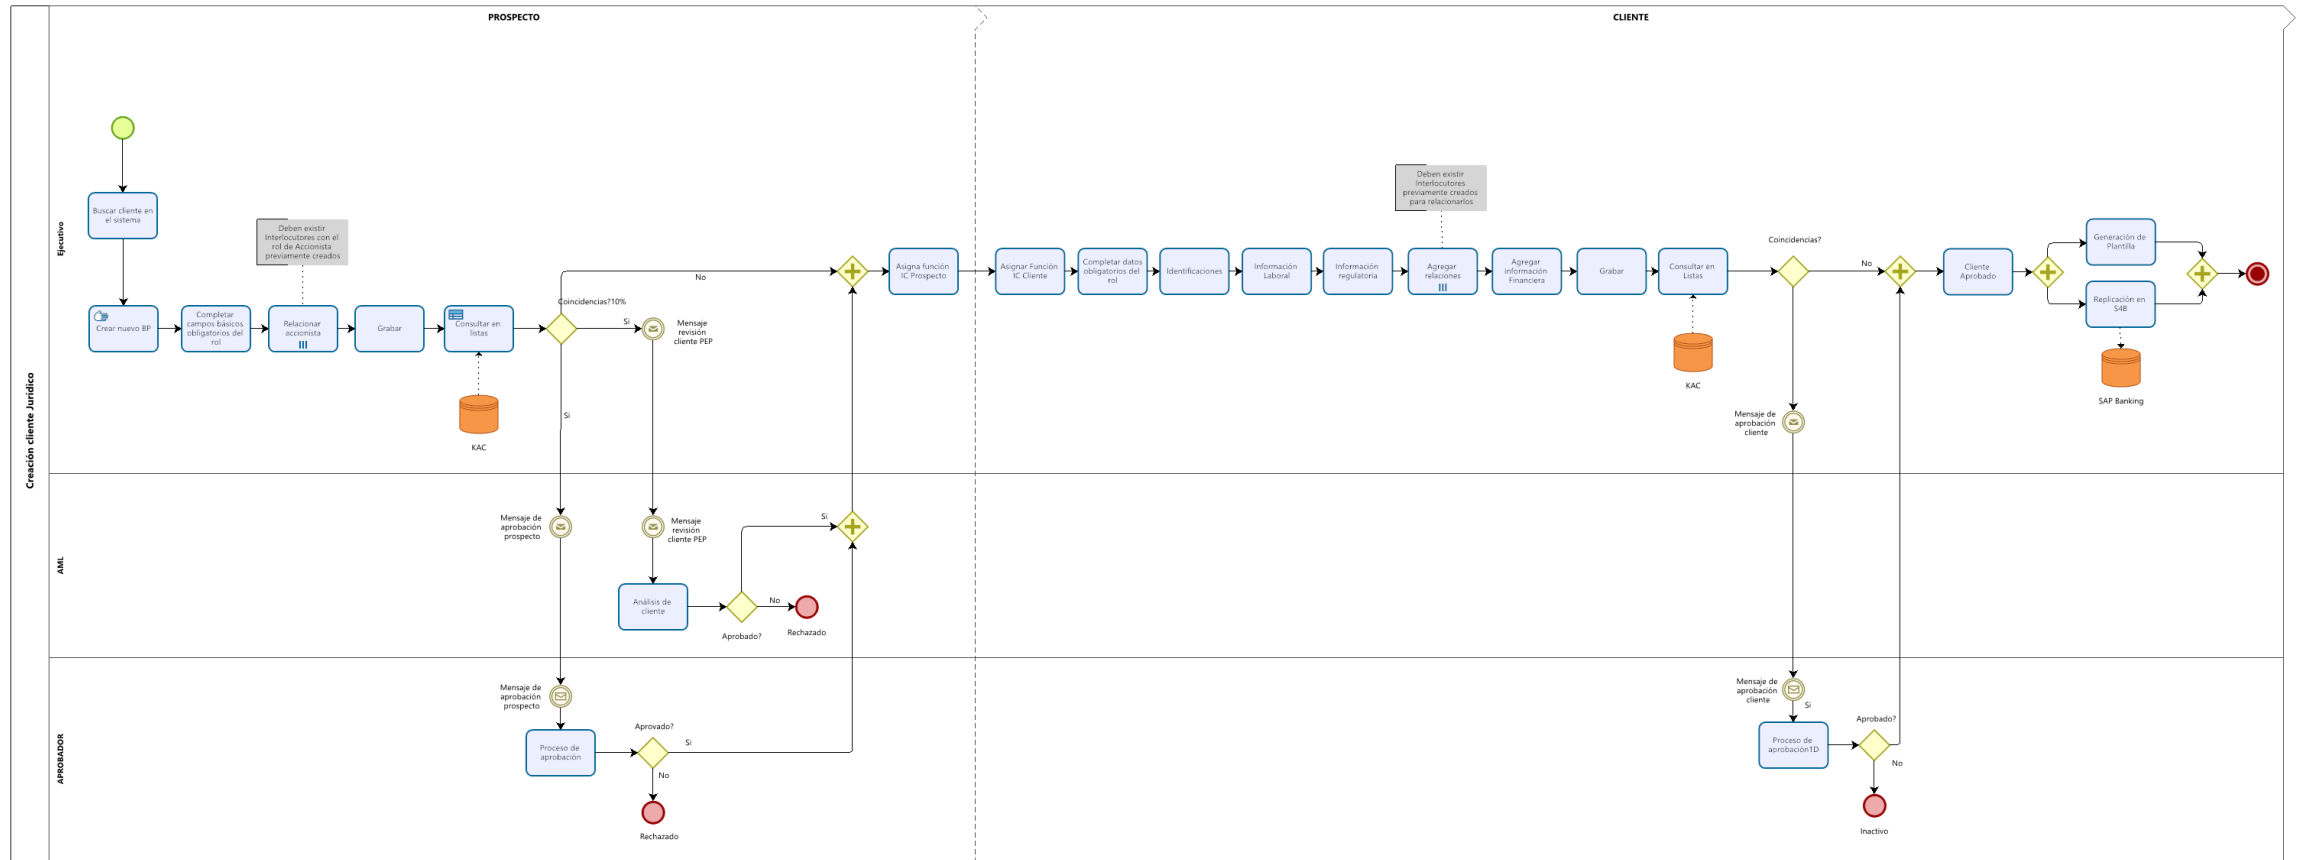 PROSPECTO
CLIENTE
Creación cliente Jurídico
Ejecutivo
Buscar cliente en
el sistema
Crear nuevo BP
Completar
campos básicos
obligatorios del
rol
Deben existir
Interlocutores con el
rol de Accionista
previamente creados
Relacionar
accionista
Grabar
Consultar en
listas
KAC
Coincidencias?10%
No
Si
Si
Mensaje
revisión
cliente PEP
Asigna función
IC Prospecto
Asignar Función
IC Cliente
Completar datos
obligatorios del
rol
Identificaciones
Información
Laboral
Información
regulatoria
Deben existir
Interlocutores
previamente creados
para relacionarlos
Agregar
relaciones
Agregar
información
Financiera
Grabar
Consultar en
Listas
KAC
Coincidencias?
No
Mensaje de
aprobación
cliente
Cliente
Aprobado
Generación de
Plantilla
Replicación en
S4B
SAP Banking
AML
Mensaje de
aprobación
prospecto
Mensaje
revisión
cliente PEP
Análisis de
cliente
Aprobado?
Si
No
Rechazado
APROBADOR
Mensaje de
aprobación
prospecto
Proceso de
aprobación
Aprovado?
Si
No
Rechazado
Mensaje de
aprobación
cliente
Si
Proceso de
aprobación1D
Aprobado?
No
Inactivo